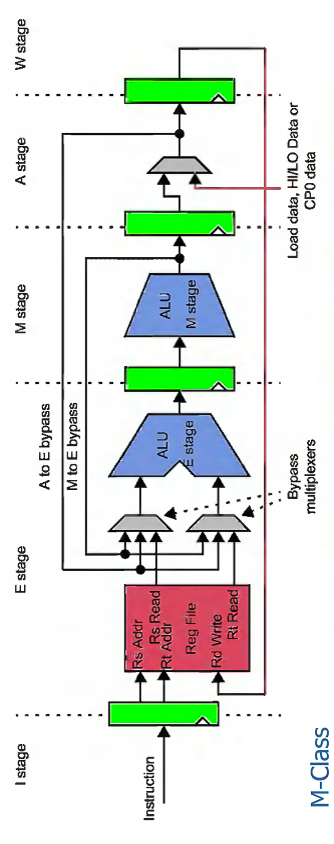 I stage
E stage
M stage
A stage
W stage
A to E bypass
M to E bypass
Instruction
Rs Addr
Rs Read
Rt Addr
Reg File
Rd Write
Rt Read
ALU
E stage
ALU
M stage
Bypass
multiplexers
Load data, HI/LO Data or
CP0 data
M-Class